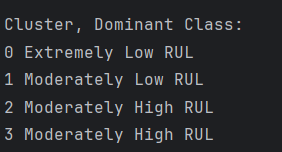 Cluster, Dominant Class:
0 Extremely Low RUL
1 Moderately Low RUL
2 Moderately High RUL
3 Moderately High RUL